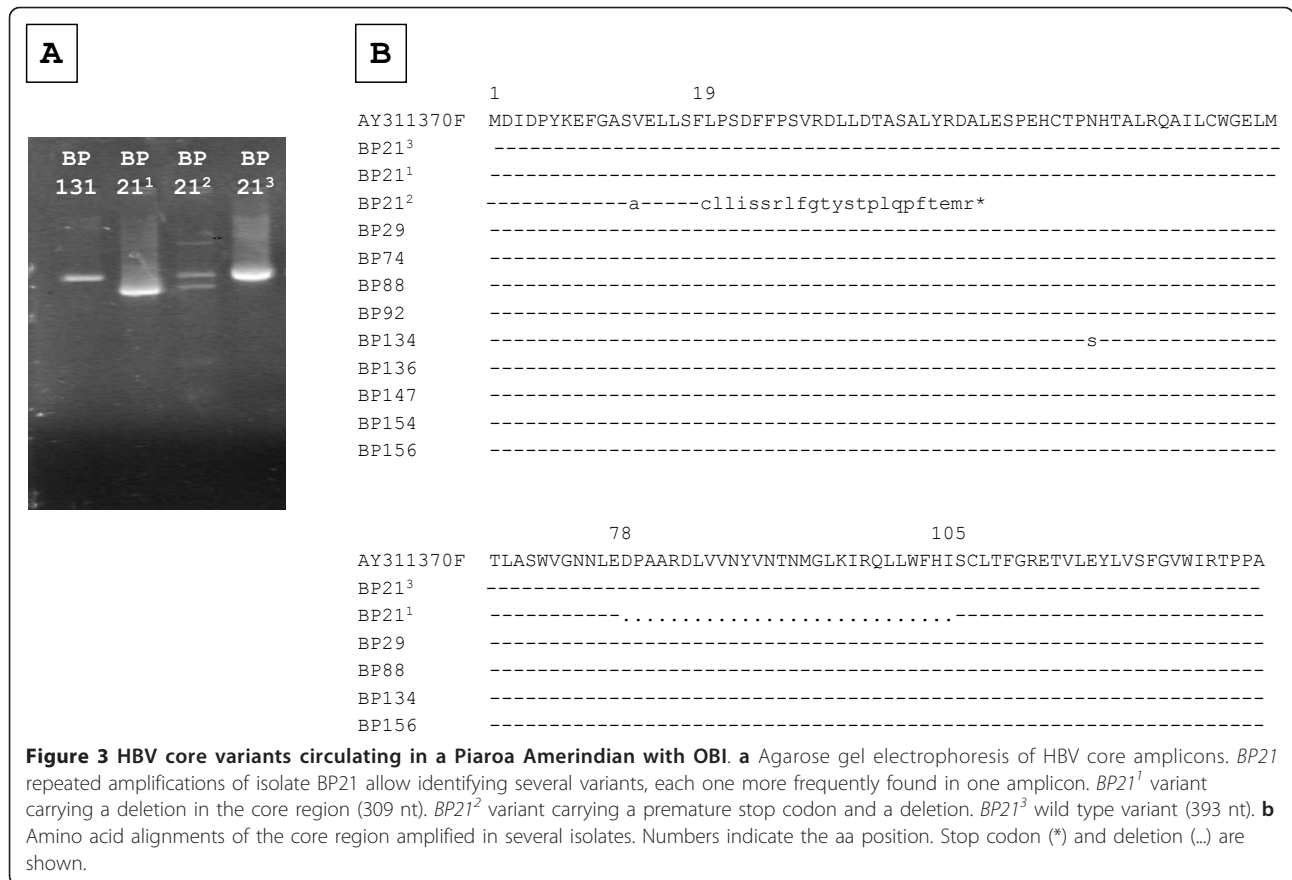 A
B
BP BP BP BP
131 21¹ 21² 21³
1 19
AY311370F MDIDPYKEFGASVELLSFLPSDFFPSVRDLLDTASALYRDALESPEHCTPNHTALRQAILCWGELM
BP21³ ------------------------------------------------------------------
BP21¹ ------------------------------------------------------------------
BP21² ------------a-----cllissrlfgtystplqpftemr*
BP29 ------------------------------------------------------------------
BP74 ------------------------------------------------------------------
BP88 ------------------------------------------------------------------
BP92 ------------------------------------------------------------------
BP134 --------------------------------------------------s---------------
BP136 ------------------------------------------------------------------
BP147 ------------------------------------------------------------------
BP154 ------------------------------------------------------------------
BP156 ------------------------------------------------------------------
78 105
AY311370F TLASWVGNNLEDPAARDLVVNYVNTNMGLKIRQLLWFHISCLTFGRETVLEYLVSFGVWIRTPPA
BP21³ -----------------------------------------------------------------
BP21¹ -----------............................--------------------------
BP29 -----------------------------------------------------------------
BP88 -----------------------------------------------------------------
BP134 -----------------------------------------------------------------
BP156 -----------------------------------------------------------------
Figure 3 HBV core variants circulating in a Piaroa Amerindian with OBI. a Agarose gel electrophoresis of HBV core amplicons. BP21
repeated amplifications of isolate BP21 allow identifying several variants, each one more frequently found in one amplicon. BP21¹ variant
carrying a deletion in the core region (309 nt). BP21² variant carrying a premature stop codon and a deletion. BP21³ wild type variant (393 nt). b
Amino acid alignments of the core region amplified in several isolates. Numbers indicate the aa position. Stop codon (*) and deletion (...) are
shown.